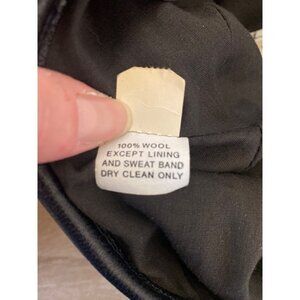 100% WOOL
EXCEPT LINING
AND SWEAT BAND
DRY CLEAN ONLY